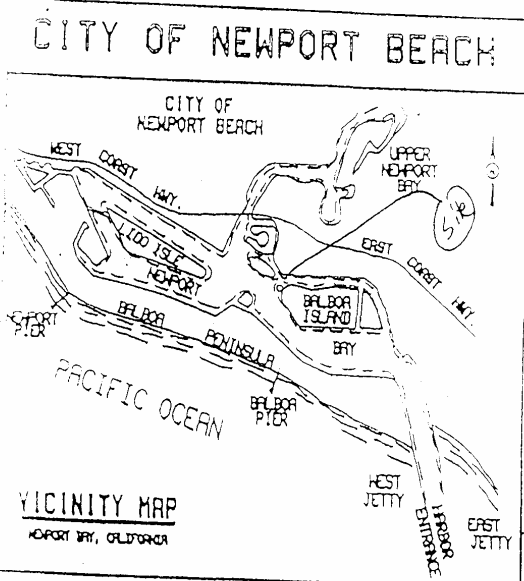 CITY OF NEWPORT BEACH
CITY OF
NEWPORT BEACH
WEST COAST HWY.
UPPER
NEWPORT
BAY
Site
LIDO ISLE
EAST COAST HWY.
NEWPORT
BALBOA
ISLAND
BAY
NEWPORT
PIER
BALBOA PENINSULA
BALBOA
PIER
PACIFIC OCEAN
WEST
JETTY
HARBOR
ENTRANCE
EAST
JETTY
VICINITY MAP
NEWPORT BAY, CALIFORNIA